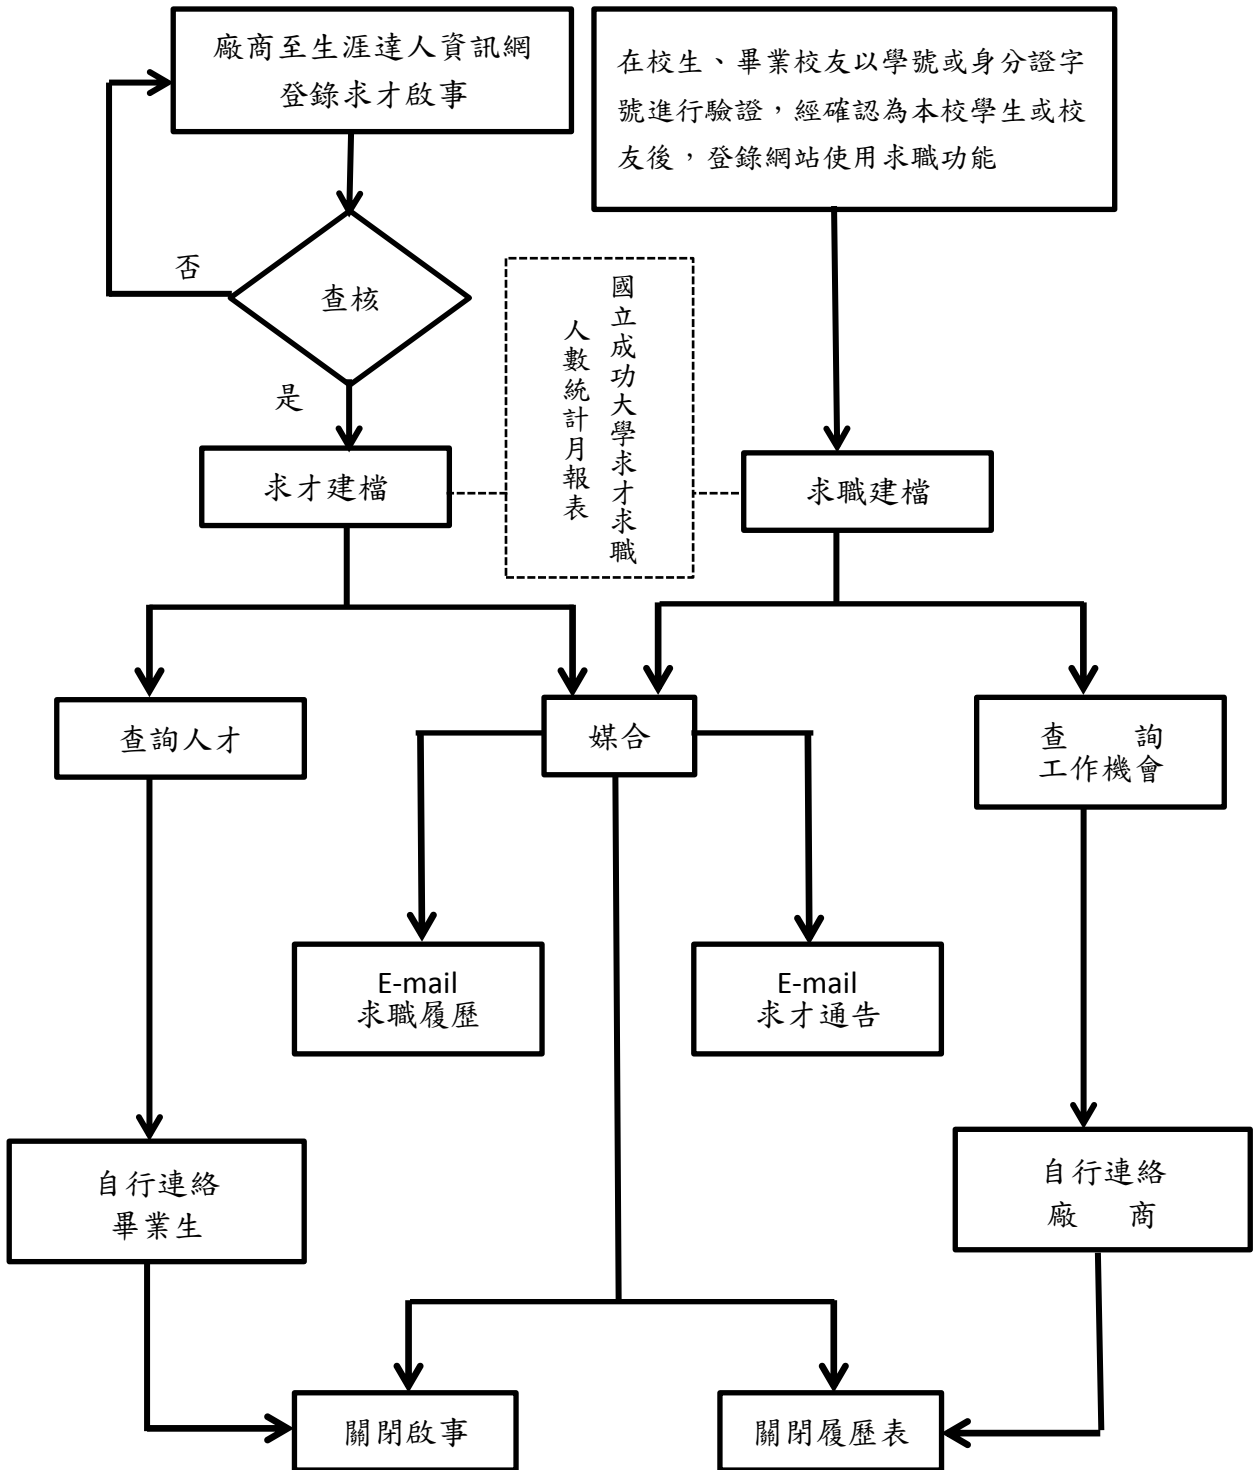 廠商至生涯達人資訊網
登錄求才啟事
在校生、畢業校友以學號或身分證字
號進行驗證，經確認為本校學生或校
友後，登錄網站使用求職功能
否
查核
是
國立成功大學求才求職
人數統計月報表
求才建檔
求職建檔
查詢人才
媒合
查 詢
工作機會
E-mail
求職履歷
E-mail
求才通告
自行連絡
畢業生
自行連絡
廠 商
關閉啟事
關閉履歷表